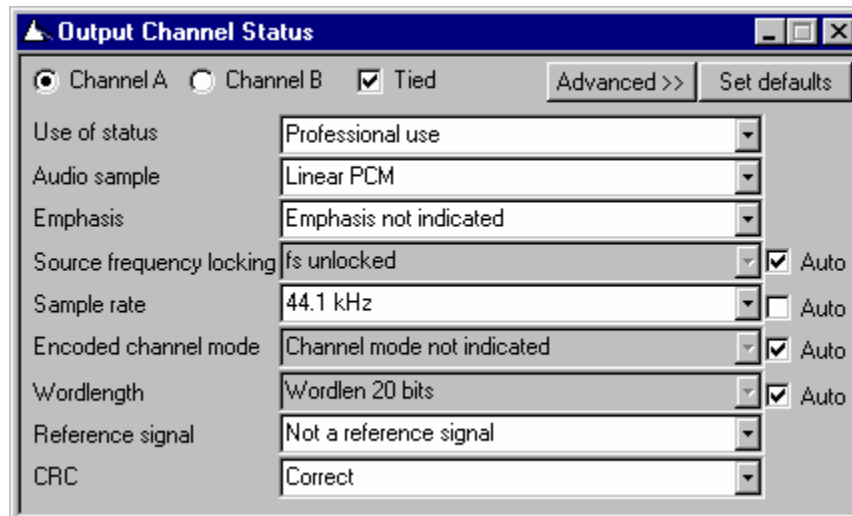 Output Channel Status
Channel A Channel B Tied Advanced >> Set defaults
Use of status Professional use
Audio sample Linear PCM
Emphasis Emphasis not indicated
Source frequency locking fs unlocked Auto
Sample rate 44.1 kHz Auto
Encoded channel mode Channel mode not indicated Auto
Wordlength Wordlen 20 bits Auto
Reference signal Not a reference signal
CRC Correct